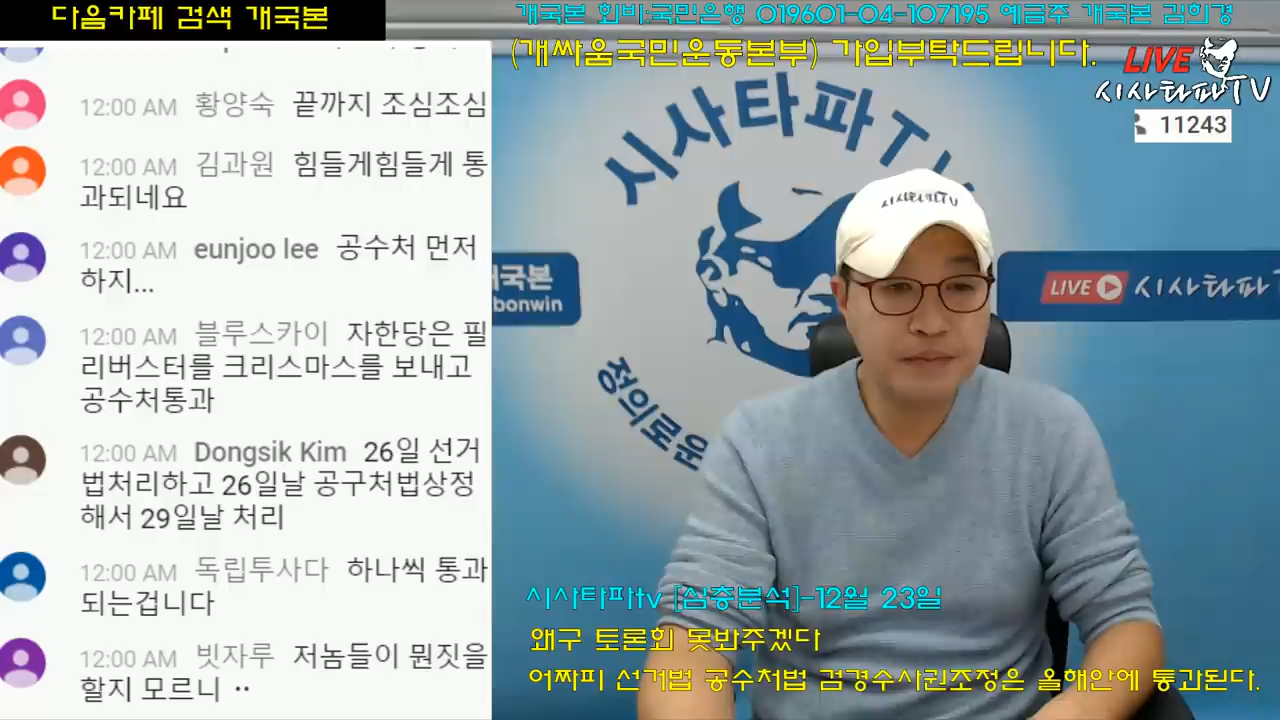 다음카페 검색 개국본
개국본 회비:국민은행 019601-04-107195 예금주 개국본 김희경
(개싸움국민운동본부) 가입부탁드립니다.
LIVE
시사타파TV
11243
12:00 AM 황양숙 끝까지 조심조심
12:00 AM 김과원 힘들게힘들게 통
과되네요
12:00 AM eunjoo lee 공수처 먼저
하지...
12:00 AM 블루스카이 자한당은 필
리버스터를 크리스마스를 보내고
공수처통과
12:00 AM Dongsik Kim 26일 선거
법처리하고 26일날 공구처법상정
해서 29일날 처리
12:00 AM 독립투사다 하나씩 통과
되는겁니다
12:00 AM 빗자루 저놈들이 뭔짓을
할지 모르니 ··
시사타파TV
시사타파TV
국본
bonwin
LIVE 시사타파
정의로운
시사타파tv [심층분석]-12월 23일
왜구 토론회 못봐주겠다
어짜피 선거법 공수처법 검경수사권조정은 올해안에 통과된다.